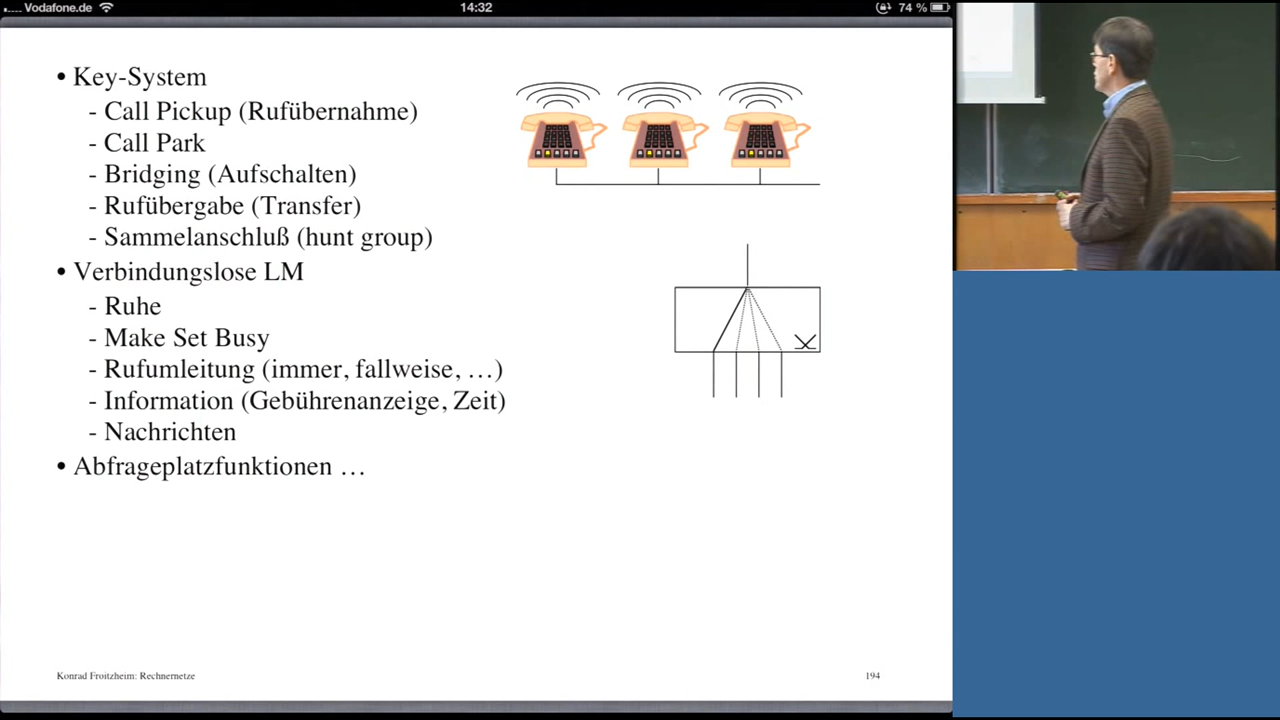 Vodafone.de
14:32
74 %
• Key-System
- Call Pickup (Rufübernahme)
- Call Park
- Bridging (Aufschalten)
- Rufübergabe (Transfer)
- Sammelanschluß (hunt group)
• Verbindungslose LM
- Ruhe
- Make Set Busy
- Rufumleitung (immer, fallweise, …)
- Information (Gebührenanzeige, Zeit)
- Nachrichten
• Abfrageplatzfunktionen …
Konrad Froitzheim: Rechnernetze
194